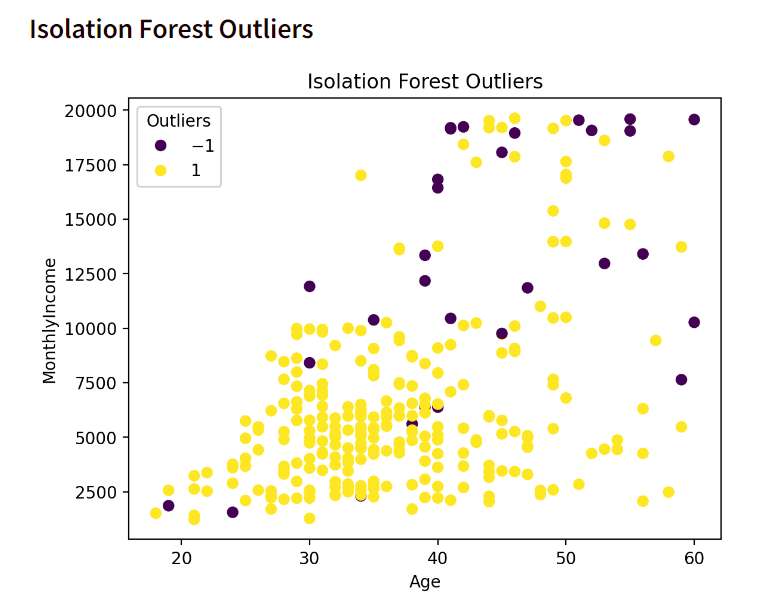 Isolation Forest Outliers
Isolation Forest Outliers
Outliers
−1
1
20000
17500
15000
12500
10000
7500
5000
2500
MonthlyIncome
20 30 40 50 60
Age